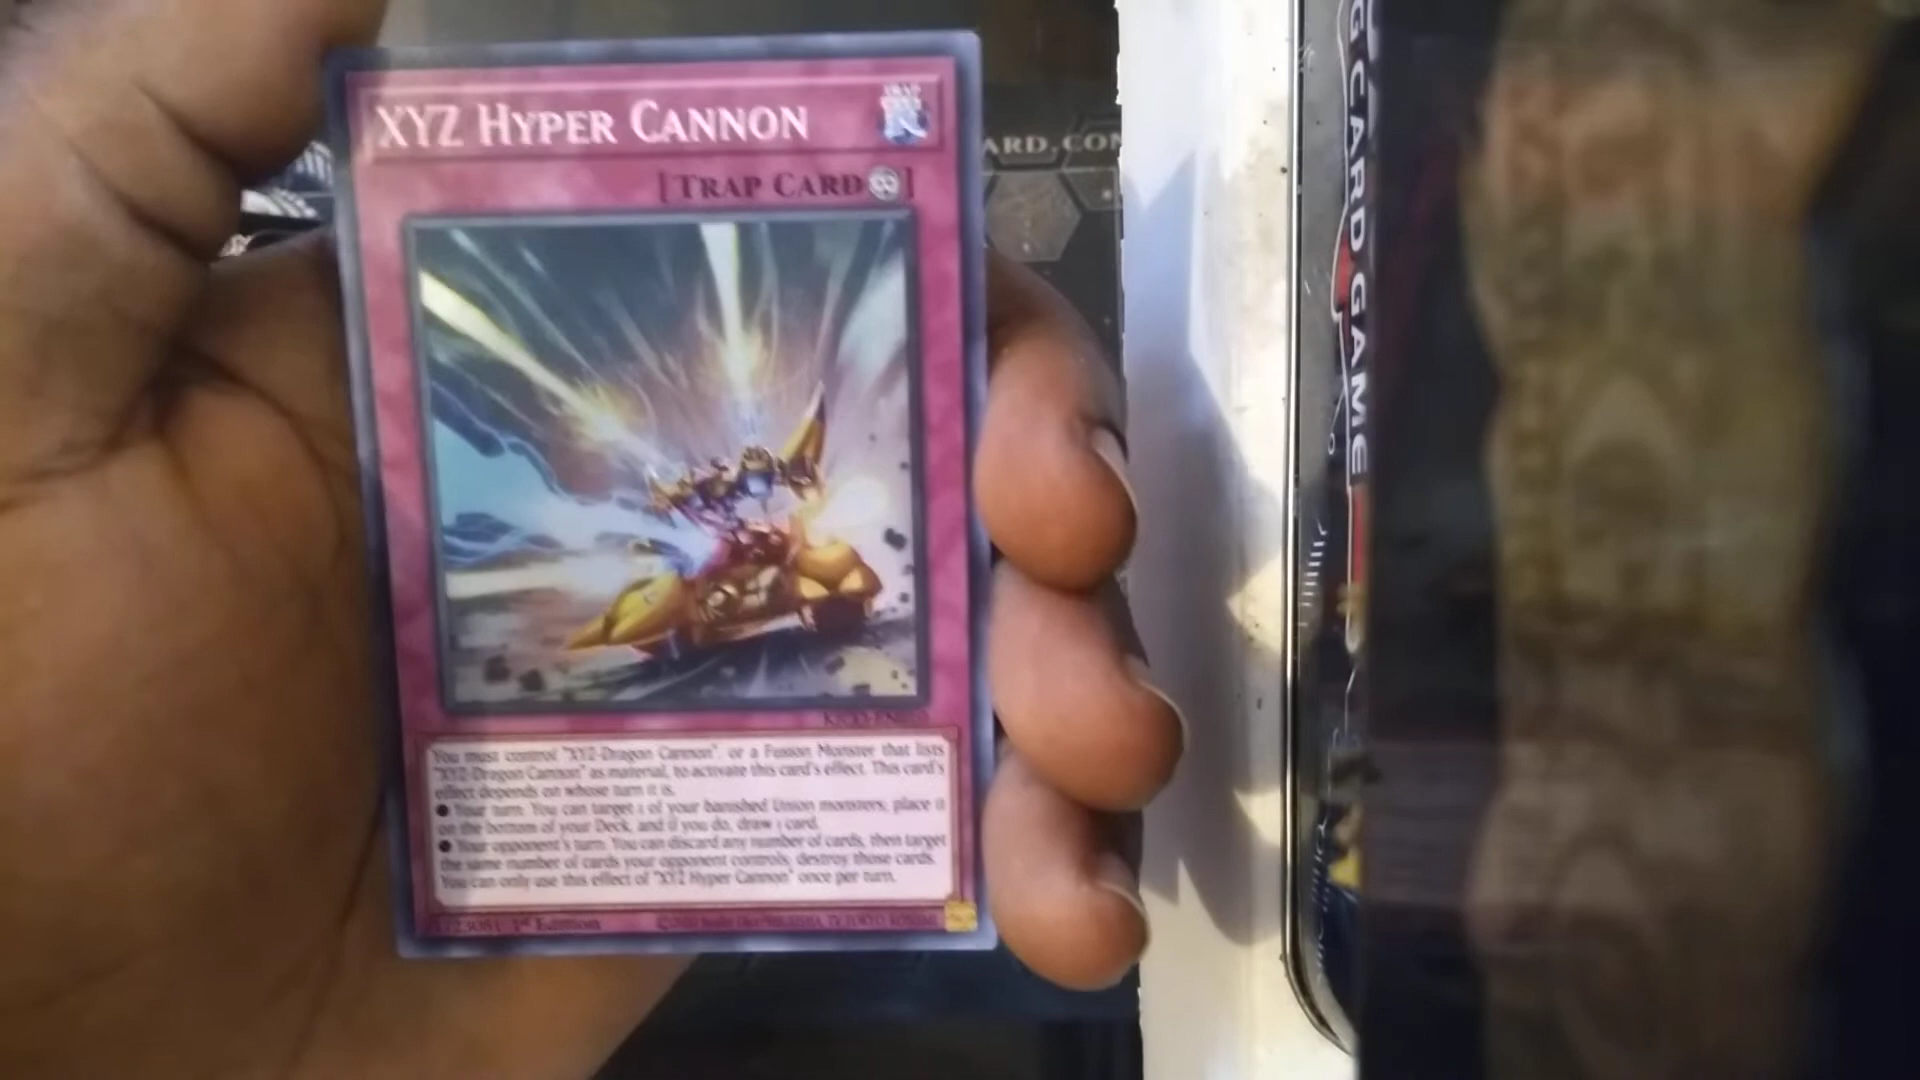 XYZ HYPER CANNON
[TRAP CARD]
You must control "XYZ-Dragon Cannon", or a Fusion Monster that lists
"XYZ-Dragon Cannon" as material, to activate this card's effect. This card's
effect depends on whose turn it is.
● Your turn: You can target 1 of your banished Union monsters; place it
on the bottom of your Deck, and if you do, draw 1 card.
● Your opponent's turn: You can discard any number of cards, then target
the same number of cards your opponent controls; destroy those cards.
You can only use this effect of "XYZ Hyper Cannon" once per turn.
1st Edition
ARD.CON
G CARD GAME